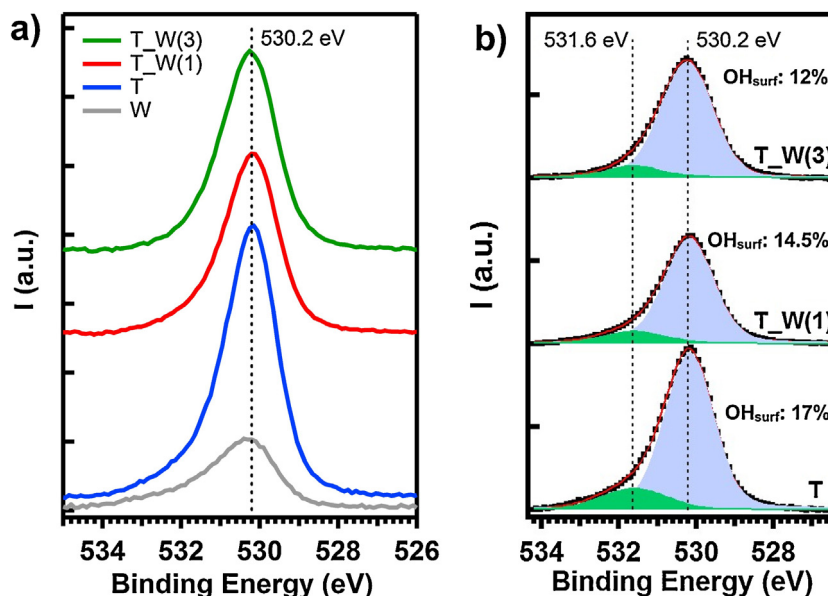 a)
T_W(3)
T_W(1)
T
W
530.2 eV
I (a.u.)
534 532 530 528 526
Binding Energy (eV)
b)
531.6 eV 530.2 eV
OHsurf: 12%
T_W(3)
OHsurf: 14.5%
T_W(1)
OHsurf: 17%
T
I (a.u.)
534 532 530 528
Binding Energy (eV)